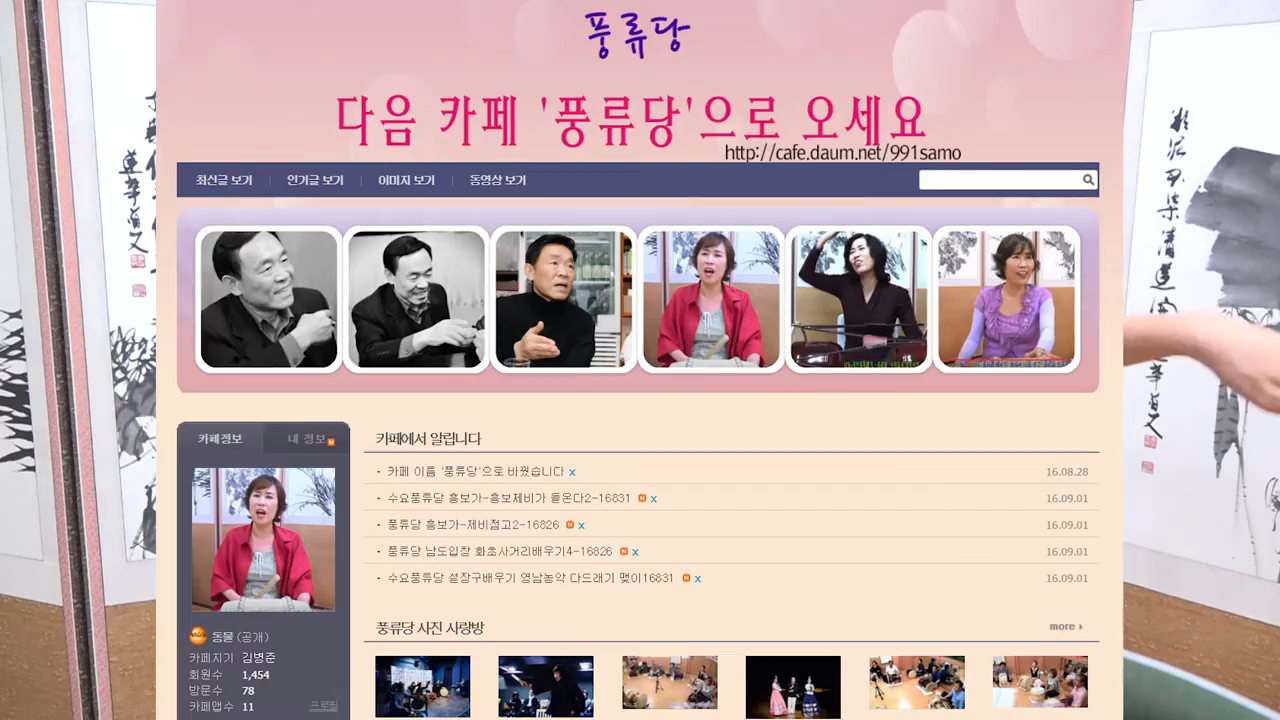 풍류당
다음 카페 '풍류당'으로 오세요
http://cafe.daum.net/991samo
최신글 보기 | 인기글 보기 | 이미지 보기 | 동영상 보기
카페정보 내 정보 N
카페에서 알립니다
· 카페 이름 '풍류당'으로 바꿨습니다 x 16.08.28
· 수요풍류당 흥보가-흥보제비가 들온다2-16831 N x 16.09.01
· 풍류당 흥보가-제비점고2-16826 N x 16.09.01
· 풍류당 남도입창 화초사거리배우기4-16826 N x 16.09.01
· 수요풍류당 설장구배우기 영남농악 다드래기 맺이16831 N x 16.09.01
풍류당 사진 사랑방 more
동물 (공개)
카페지기 김병준
회원수 1,454
방문수 78
카페앱수 11 프로필